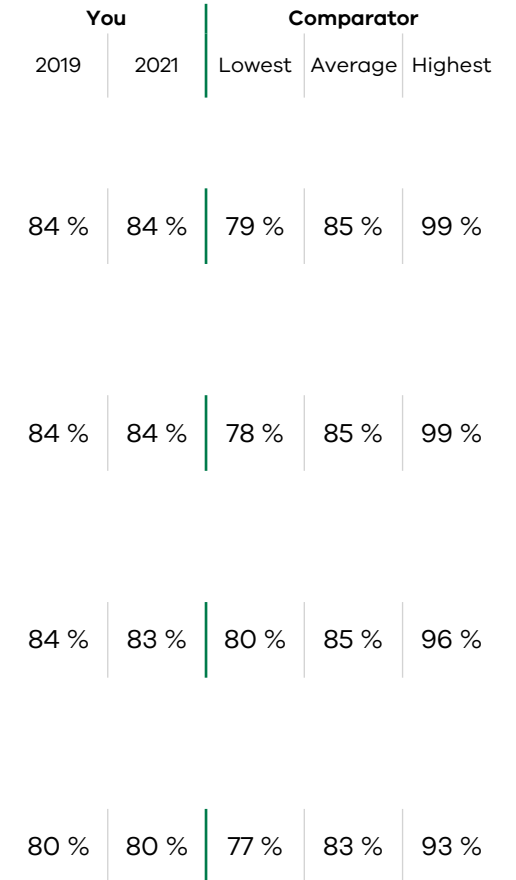 You Comparator
2019 2021 Lowest Average Highest
84 % 84 % 79 % 85 % 99 %
84 % 84 % 78 % 85 % 99 %
84 % 83 % 80 % 85 % 96 %
80 % 80 % 77 % 83 % 93 %